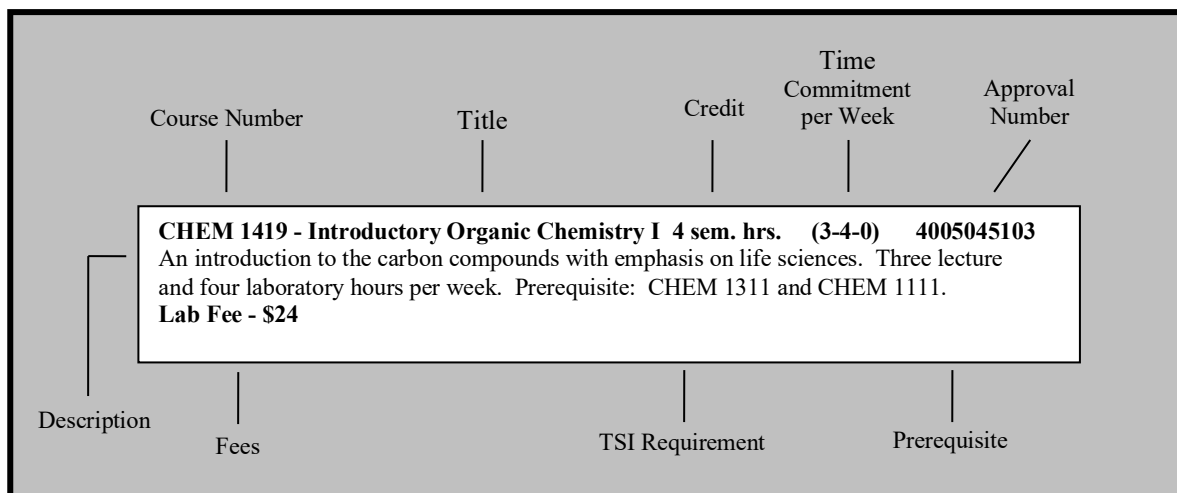 Time
Commitment
per Week
Approval
Number
Credit
Course Number
Title
CHEM 1419 - Introductory Organic Chemistry I 4 sem. hrs. (3-4-0) 4005045103
An introduction to the carbon compounds with emphasis on life sciences. Three lecture
and four laboratory hours per week. Prerequisite: CHEM 1311 and CHEM 1111.
Lab Fee - $24
Description
Fees
TSI Requirement
Prerequisite